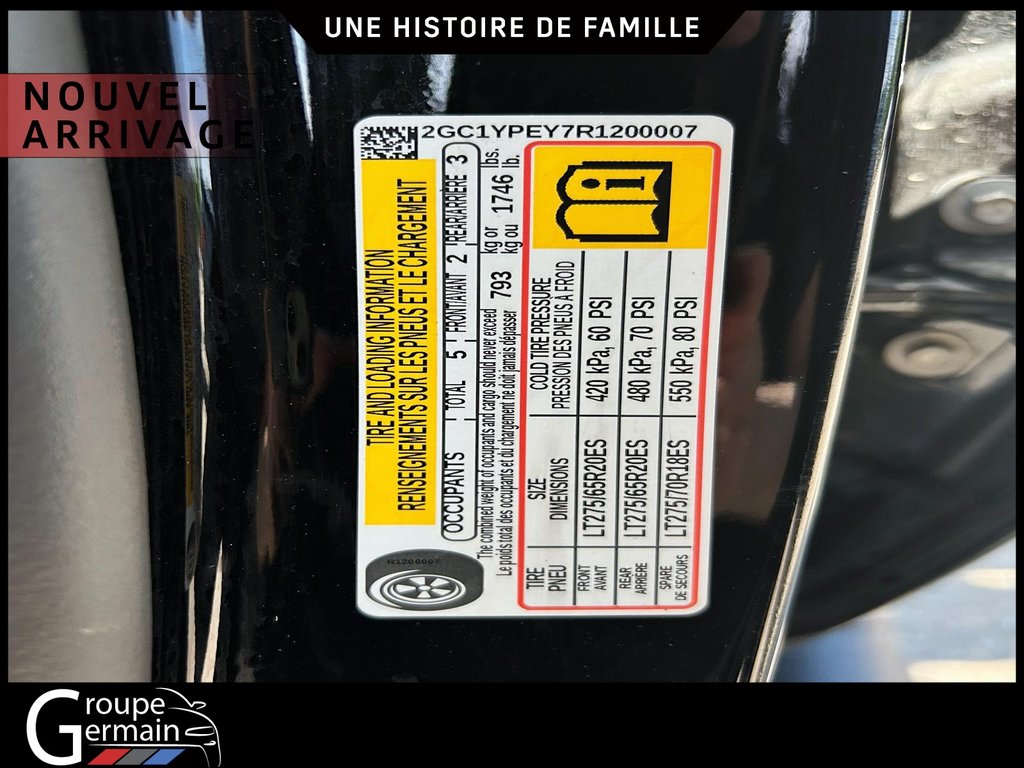 UNE HISTOIRE DE FAMILLE
NOUVEL
ARRIVAGE
2GC1YPEY7R1200007
TIRE AND LOADING INFORMATION
RENSEIGNEMENTS SUR LES PNEUS ET LE CHARGEMENT
OCCUPANTS TOTAL 5 FRONT/AVANT 2 REAR/ARRIÈRE 3
The combined weight of occupants and cargo should never exceed 793 kg or 1746 lbs.
Le poids total des occupants et du chargement ne doit jamais dépasser kg ou lb.
R1200007
TIRE SIZE COLD TIRE PRESSURE
PNEU DIMENSIONS PRESSION DES PNEUS À FROID
FRONT LT275/65R20ES 420 kPa, 60 PSI
AVANT
REAR LT275/65R20ES 480 kPa, 70 PSI
ARRIÈRE
SPARE LT275/70R18ES 550 kPa, 80 PSI
DE SECOURS
Groupe
Germain